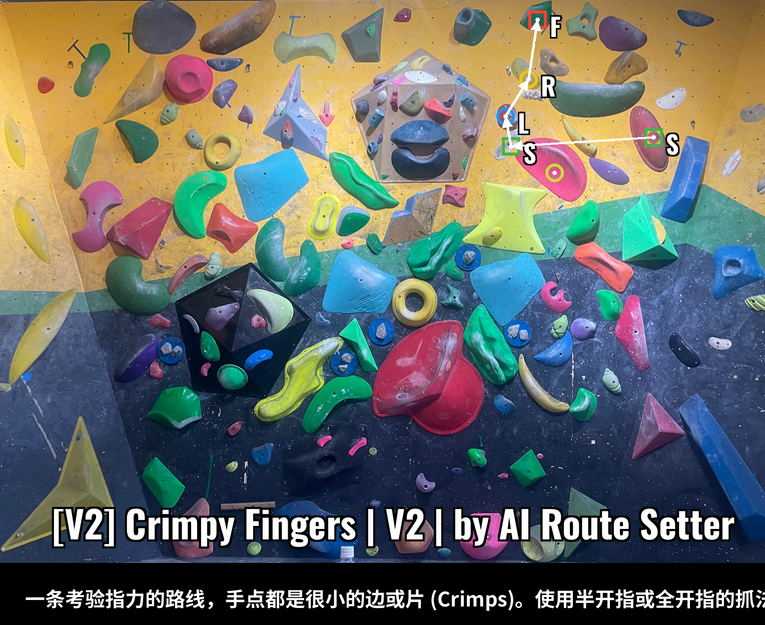 F
R
L
S
S
[V2] Crimpy Fingers | V2 | by AI Route Setter
一条考验指力的路线，手点都是很小的边或片 (Crimps)。使用半开指或全开指的抓法